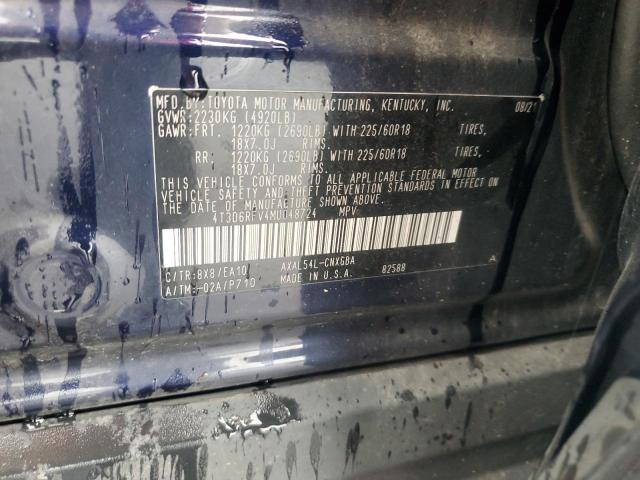 MFD.BY:TOYOTA MOTOR MANUFACTURING, KENTUCKY, INC. 08/21
GVWR:2230KG (4920LB)
GAWR:FRT. 1220KG (2690LB) WITH 225/60R18 TIRES,
18X7.0J RIMS.
RR: 1220KG (2690LB) WITH 225/60R18 TIRES,
18X7.0J RIMS.
THIS VEHICLE CONFORMS TO ALL APPLICABLE FEDERAL MOTOR
VEHICLE SAFETY AND THEFT PREVENTION STANDARDS IN EFFECT
ON THE DATE OF MANUFACTURE SHOWN ABOVE.
4T3D6RFV4MU048724 MPV
C/TR:8X8/EA10 AXAL54L-CNXGBA A
A/TM:-02A/P710 MADE IN U.S.A. 82588